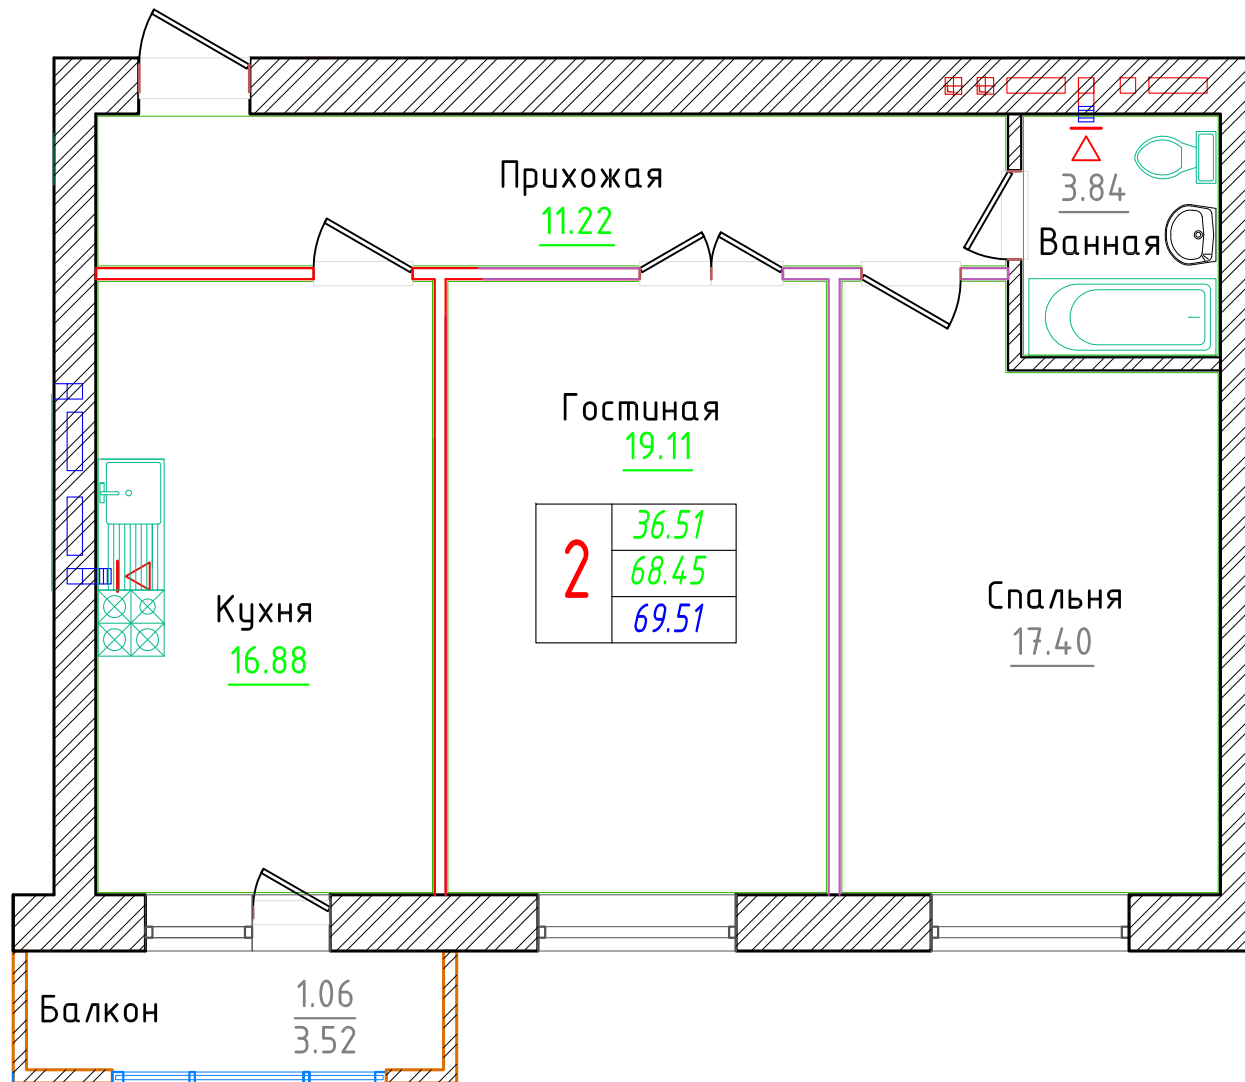 Прихожая
11.22
3.84
Ванная
Гостиная
19.11
2
36.51
68.45
69.51
Кухня
16.88
Спальня
17.40
Балкон
1.06
3.52